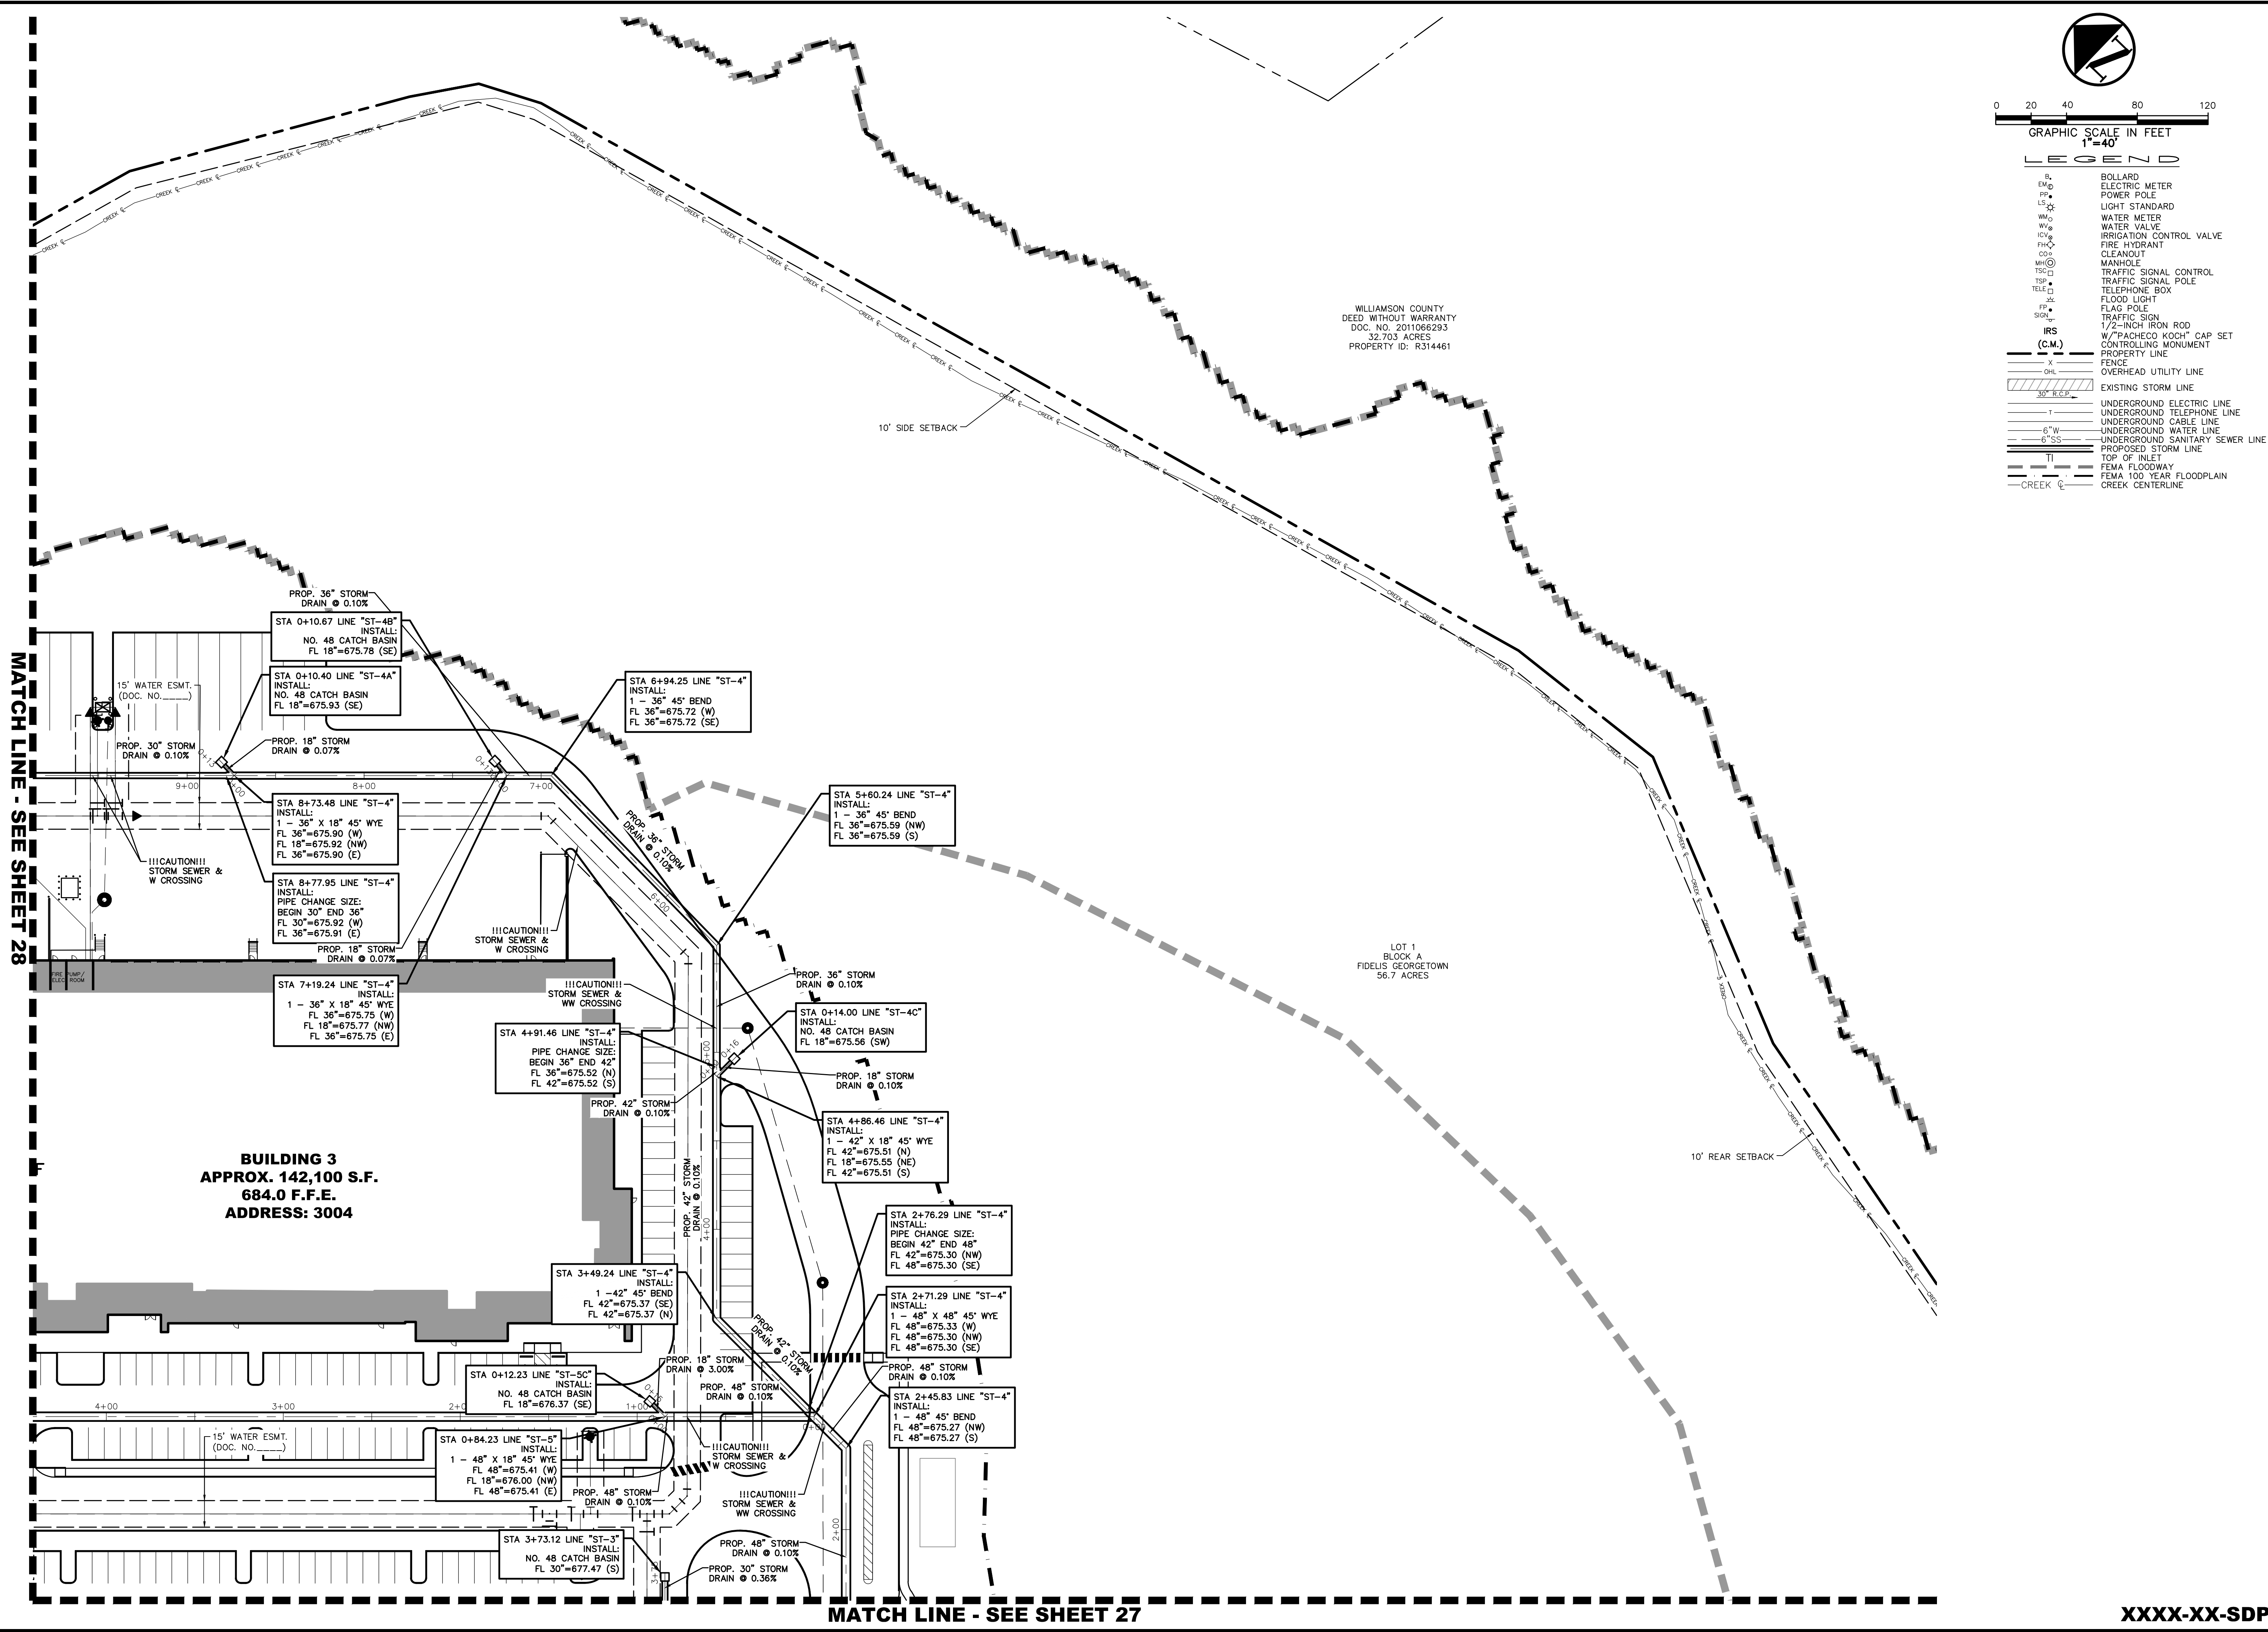 0 20 40 80 120
GRAPHIC SCALE IN FEET
1"=40'
LEGEND
B. BOLLARD
EM ELECTRIC METER
PP POWER POLE
LS LIGHT STANDARD
WM WATER METER
WV WATER VALVE
ICV IRRIGATION CONTROL VALVE
FH FIRE HYDRANT
CO CLEANOUT
MH MANHOLE
TSC TRAFFIC SIGNAL CONTROL
TSP TRAFFIC SIGNAL POLE
TELE TELEPHONE BOX
FLOOD LIGHT
FP FLAG POLE
SIGN TRAFFIC SIGN
IRS 1/2-INCH IRON ROD
W/"PACHECO KOCH" CAP SET
(C.M.) CONTROLLING MONUMENT
PROPERTY LINE
X FENCE
OHL OVERHEAD UTILITY LINE
EXISTING STORM LINE
30" R.C.P.
UNDERGROUND ELECTRIC LINE
T UNDERGROUND TELEPHONE LINE
UNDERGROUND CABLE LINE
6"W UNDERGROUND WATER LINE
6"SS UNDERGROUND SANITARY SEWER LINE
PROPOSED STORM LINE
TI TOP OF INLET
FEMA FLOODWAY
FEMA 100 YEAR FLOODPLAIN
CREEK ℄ CREEK CENTERLINE
WILLIAMSON COUNTY
DEED WITHOUT WARRANTY
DOC. NO. 2011066293
32.703 ACRES
PROPERTY ID: R314461
10' SIDE SETBACK
CREEK ℄
PROP. 36" STORM
DRAIN @ 0.10%
STA 0+10.67 LINE "ST-4B"
INSTALL:
NO. 48 CATCH BASIN
FL 18"=675.78 (SE)
STA 0+10.40 LINE "ST-4A"
INSTALL:
NO. 48 CATCH BASIN
FL 18"=675.93 (SE)
15' WATER ESMT.
(DOC. NO.____)
STA 6+94.25 LINE "ST-4"
INSTALL:
1 - 36" 45° BEND
FL 36"=675.72 (W)
FL 36"=675.72 (SE)
PROP. 30" STORM
DRAIN @ 0.10%
PROP. 18" STORM
DRAIN @ 0.07%
0+13
9+00
8+00
7+00
STA 8+73.48 LINE "ST-4"
INSTALL:
1 - 36" X 18" 45° WYE
FL 36"=675.90 (W)
FL 18"=675.92 (NW)
FL 36"=675.90 (E)
!!!CAUTION!!!
STORM SEWER &
W CROSSING
STA 8+77.95 LINE "ST-4"
INSTALL:
PIPE CHANGE SIZE:
BEGIN 30" END 36"
FL 30"=675.92 (W)
FL 36"=675.91 (E)
PROP. 36" STORM
DRAIN @ 0.10%
STA 5+60.24 LINE "ST-4"
INSTALL:
1 - 36" 45° BEND
FL 36"=675.59 (NW)
FL 36"=675.59 (S)
6+00
!!!CAUTION!!!
STORM SEWER &
W CROSSING
PROP. 18" STORM
DRAIN @ 0.07%
FIRE PUMP/
ELEC. ROOM
STA 7+19.24 LINE "ST-4"
INSTALL:
1 - 36" X 18" 45° WYE
FL 36"=675.75 (W)
FL 18"=675.77 (NW)
FL 36"=675.75 (E)
!!!CAUTION!!!
STORM SEWER &
WW CROSSING
PROP. 36" STORM
DRAIN @ 0.10%
LOT 1
BLOCK A
FIDELIS GEORGETOWN
56.7 ACRES
STA 0+14.00 LINE "ST-4C"
INSTALL:
NO. 48 CATCH BASIN
FL 18"=675.56 (SW)
STA 4+91.46 LINE "ST-4"
INSTALL:
PIPE CHANGE SIZE:
BEGIN 36" END 42"
FL 36"=675.52 (N)
FL 42"=675.52 (S)
5+00
0+16
PROP. 18" STORM
DRAIN @ 0.10%
PROP. 42" STORM
DRAIN @ 0.10%
STA 4+86.46 LINE "ST-4"
INSTALL:
1 - 42" X 18" 45° WYE
FL 42"=675.51 (N)
FL 18"=675.55 (NE)
FL 42"=675.51 (S)
10' REAR SETBACK
BUILDING 3
APPROX. 142,100 S.F.
684.0 F.F.E.
ADDRESS: 3004
PROP. 42" STORM
DRAIN @ 0.10%
4+00
STA 2+76.29 LINE "ST-4"
INSTALL:
PIPE CHANGE SIZE:
BEGIN 42" END 48"
FL 42"=675.30 (NW)
FL 48"=675.30 (SE)
STA 3+49.24 LINE "ST-4"
INSTALL:
1 -42" 45° BEND
FL 42"=675.37 (SE)
FL 42"=675.37 (N)
STA 2+71.29 LINE "ST-4"
INSTALL:
1 - 48" X 48" 45° WYE
FL 48"=675.33 (W)
FL 48"=675.30 (NW)
FL 48"=675.30 (SE)
PROP. 42" STORM
DRAIN @ 0.10%
PROP. 18" STORM
DRAIN @ 3.00%
PROP. 48" STORM
DRAIN @ 0.10%
PROP. 48" STORM
DRAIN @ 0.10%
STA 0+12.23 LINE "ST-5C"
INSTALL:
NO. 48 CATCH BASIN
FL 18"=676.37 (SE)
STA 2+45.83 LINE "ST-4"
INSTALL:
1 - 48" 45° BEND
FL 48"=675.27 (NW)
FL 48"=675.27 (S)
4+00
3+00
1+00
15' WATER ESMT.
(DOC. NO.____)
STA 0+84.23 LINE "ST-5"
INSTALL:
1 - 48" X 18" 45° WYE
FL 48"=675.41 (W)
FL 18"=676.00 (NW)
FL 48"=675.41 (E)
!!!CAUTION!!!
STORM SEWER &
W CROSSING
PROP. 48" STORM
DRAIN @ 0.10%
!!!CAUTION!!!
STORM SEWER &
WW CROSSING
STA 3+73.12 LINE "ST-3"
INSTALL:
NO. 48 CATCH BASIN
FL 30"=677.47 (S)
PROP. 48" STORM
DRAIN @ 0.10%
2+00
PROP. 30" STORM
DRAIN @ 0.36%
MATCH LINE - SEE SHEET 28
MATCH LINE - SEE SHEET 27
XXXX-XX-SDP